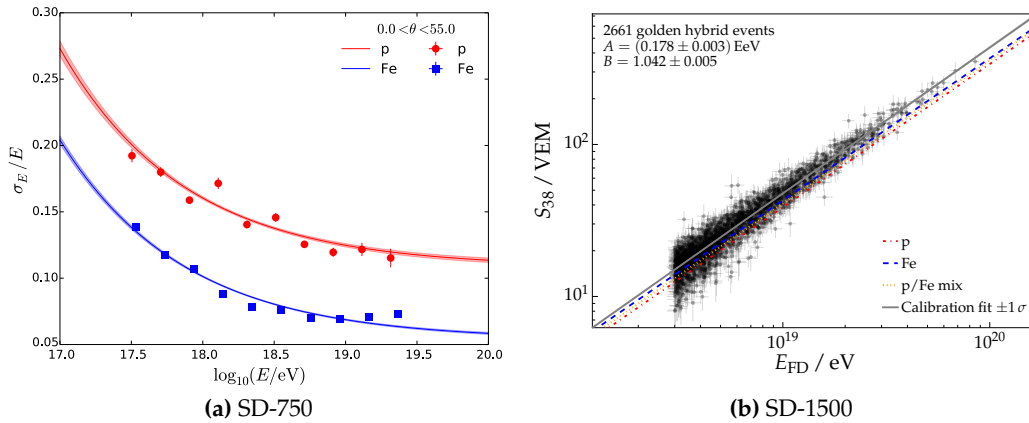 0.0 <θ <55.0
p p
Fe Fe
0.30
0.25
0.20
0.15
0.10
0.05
σ_E / E
17.0 17.5 18.0 18.5 19.0 19.5 20.0
log₁₀(E/eV)
(a) SD-750
2661 golden hybrid events
A = (0.178 ± 0.003) EeV
B = 1.042 ± 0.005
10²
10¹
S₃₈ / VEM
p
Fe
p/Fe mix
Calibration fit ±1 σ
10¹⁹ 10²⁰
E_FD / eV
(b) SD-1500